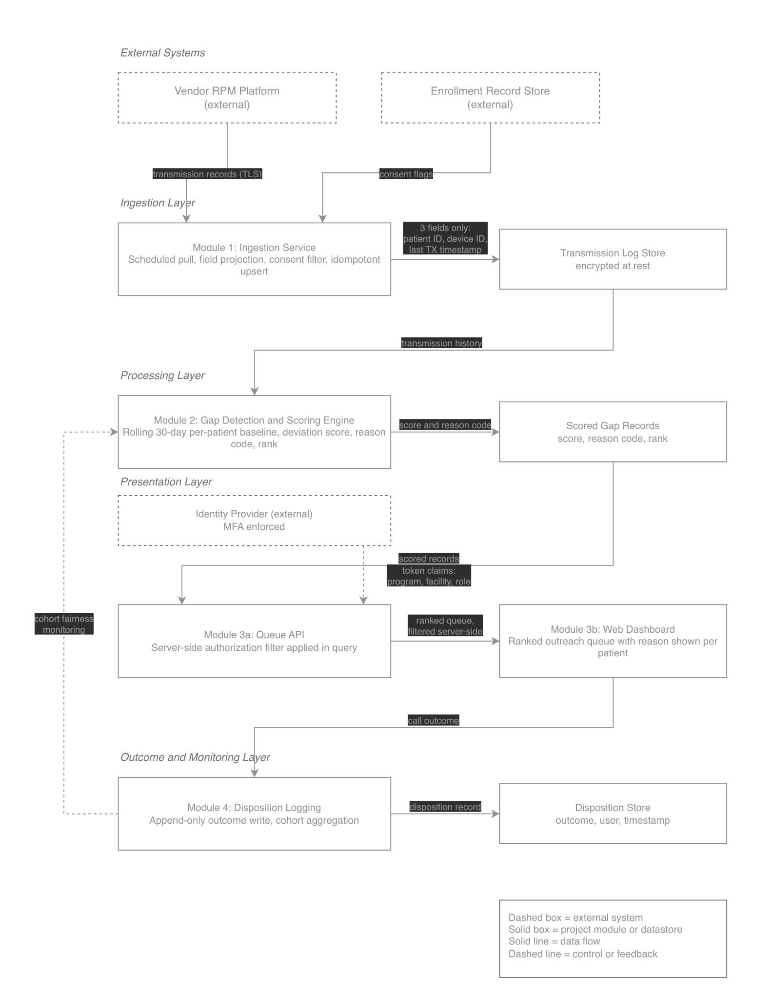 External Systems
Vendor RPM Platform
(external)
Enrollment Record Store
(external)
transmission records (TLS)
consent flags
Ingestion Layer
Module 1: Ingestion Service
Scheduled pull, field projection, consent filter, idempotent
upsert
3 fields only:
patient ID, device ID,
last TX timestamp
Transmission Log Store
encrypted at rest
transmission history
Processing Layer
Module 2: Gap Detection and Scoring Engine
Rolling 30-day per-patient baseline, deviation score, reason
code, rank
score and reason code
Scored Gap Records
score, reason code, rank
Presentation Layer
Identity Provider (external)
MFA enforced
scored records
token claims:
program, facility, role
cohort fairness
monitoring
Module 3a: Queue API
Server-side authorization filter applied in query
ranked queue,
filtered server-side
Module 3b: Web Dashboard
Ranked outreach queue with reason shown per
patient
call outcome
Outcome and Monitoring Layer
Module 4: Disposition Logging
Append-only outcome write, cohort aggregation
disposition record
Disposition Store
outcome, user, timestamp
Dashed box = external system
Solid box = project module or datastore
Solid line = data flow
Dashed line = control or feedback